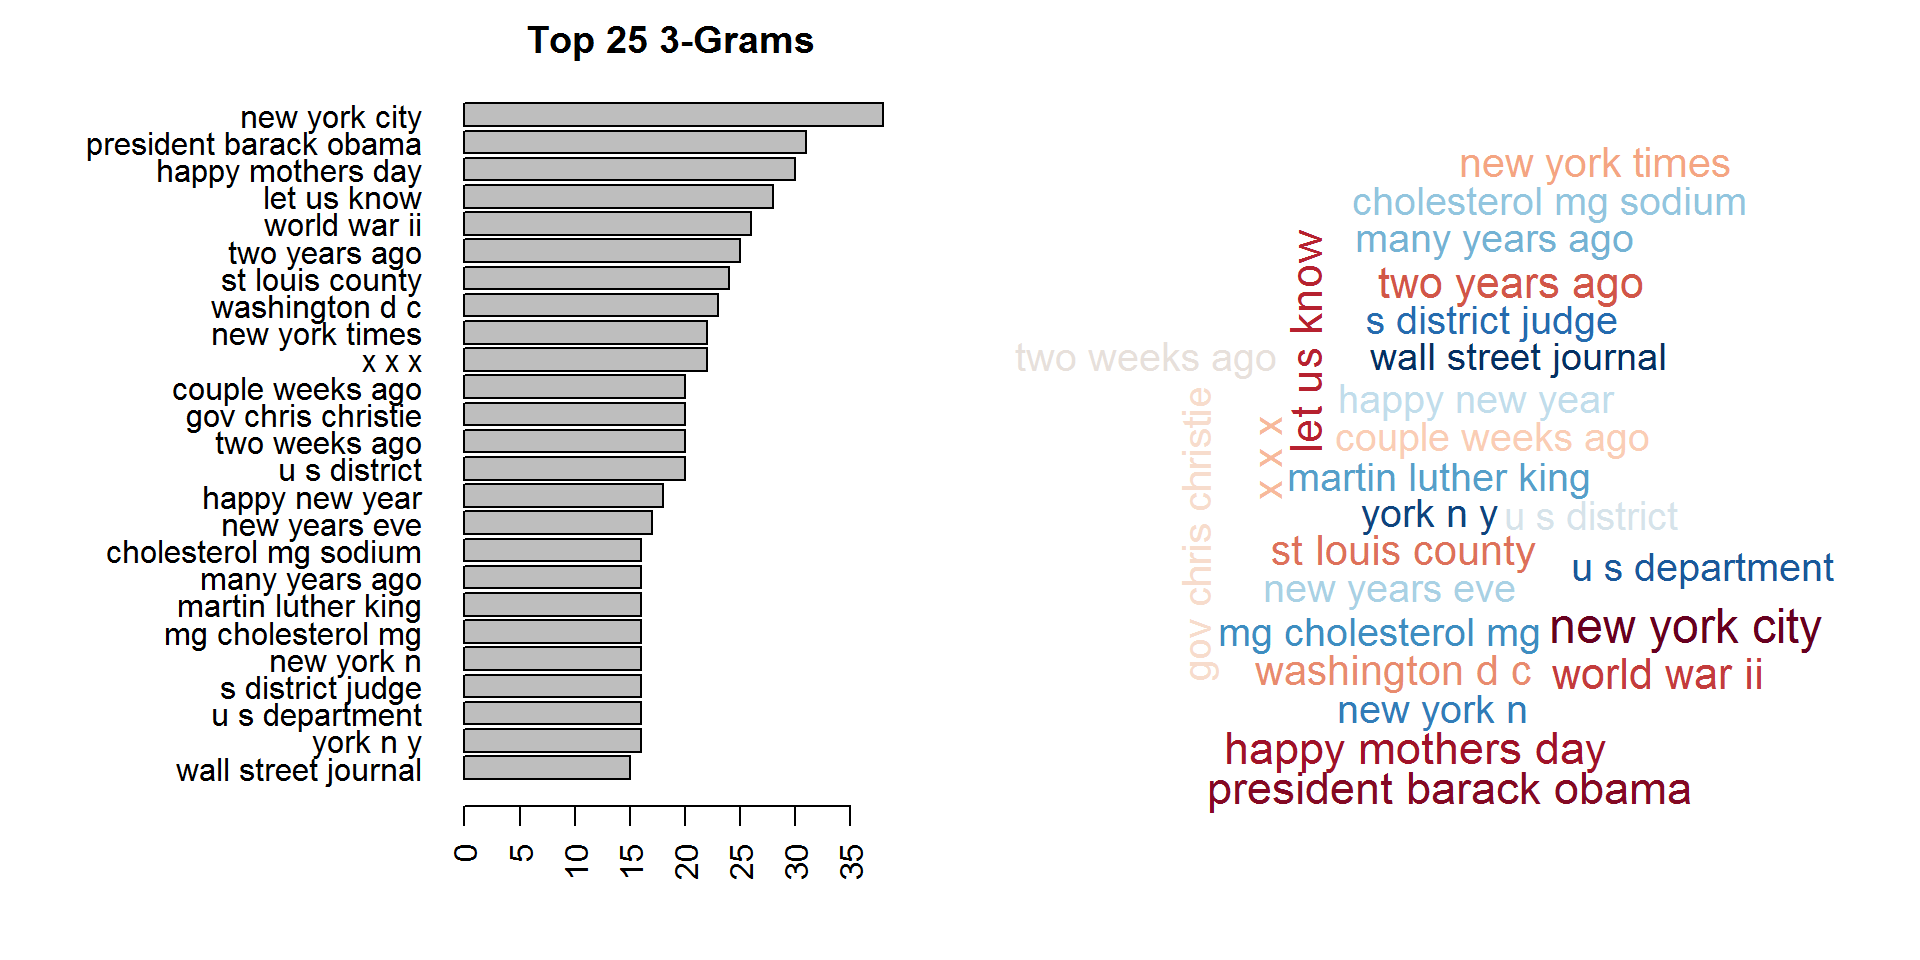 Top 25 3-Grams
new york city
president barack obama
happy mothers day
let us know
world war ii
two years ago
st louis county
washington d c
new york times
x x x
couple weeks ago
gov chris christie
two weeks ago
u s district
happy new year
new years eve
cholesterol mg sodium
many years ago
martin luther king
mg cholesterol mg
new york n
s district judge
u s department
york n y
wall street journal
0 5 10 15 20 25 30 35
new york times
cholesterol mg sodium
many years ago
let us know
two years ago
s district judge
two weeks ago
wall street journal
gov chris christie
happy new year
x x x
couple weeks ago
martin luther king
york n y
u s district
st louis county
u s department
new years eve
new york city
mg cholesterol mg
washington d c
world war ii
new york n
happy mothers day
president barack obama